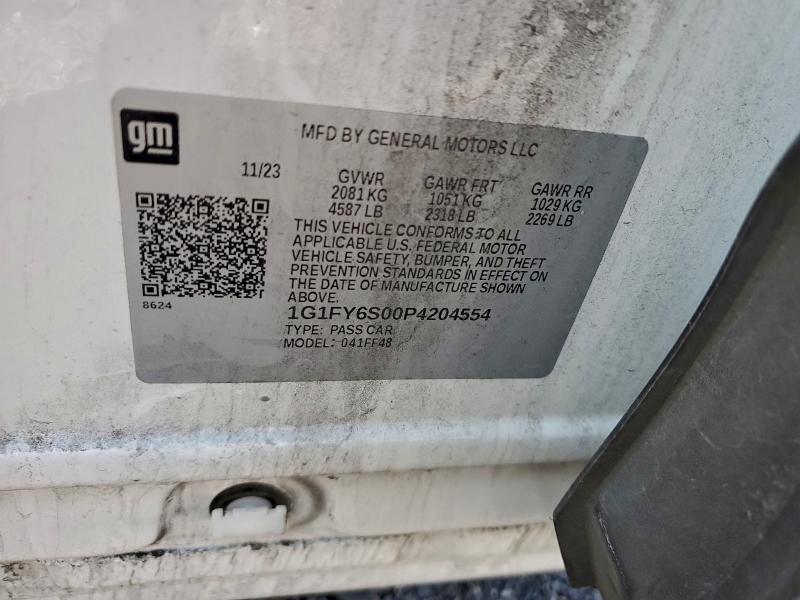 gm
MFD BY GENERAL MOTORS LLC
11/23 GVWR GAWR FRT GAWR RR
2081 KG 1051 KG 1029 KG
4587 LB 2318 LB 2269 LB
THIS VEHICLE CONFORMS TO ALL
APPLICABLE U.S. FEDERAL MOTOR
VEHICLE SAFETY, BUMPER, AND THEFT
PREVENTION STANDARDS IN EFFECT ON
THE DATE OF MANUFACTURE SHOWN
ABOVE.
8624
1G1FY6S00P4204554
TYPE: PASS CAR
MODEL: 041FF48